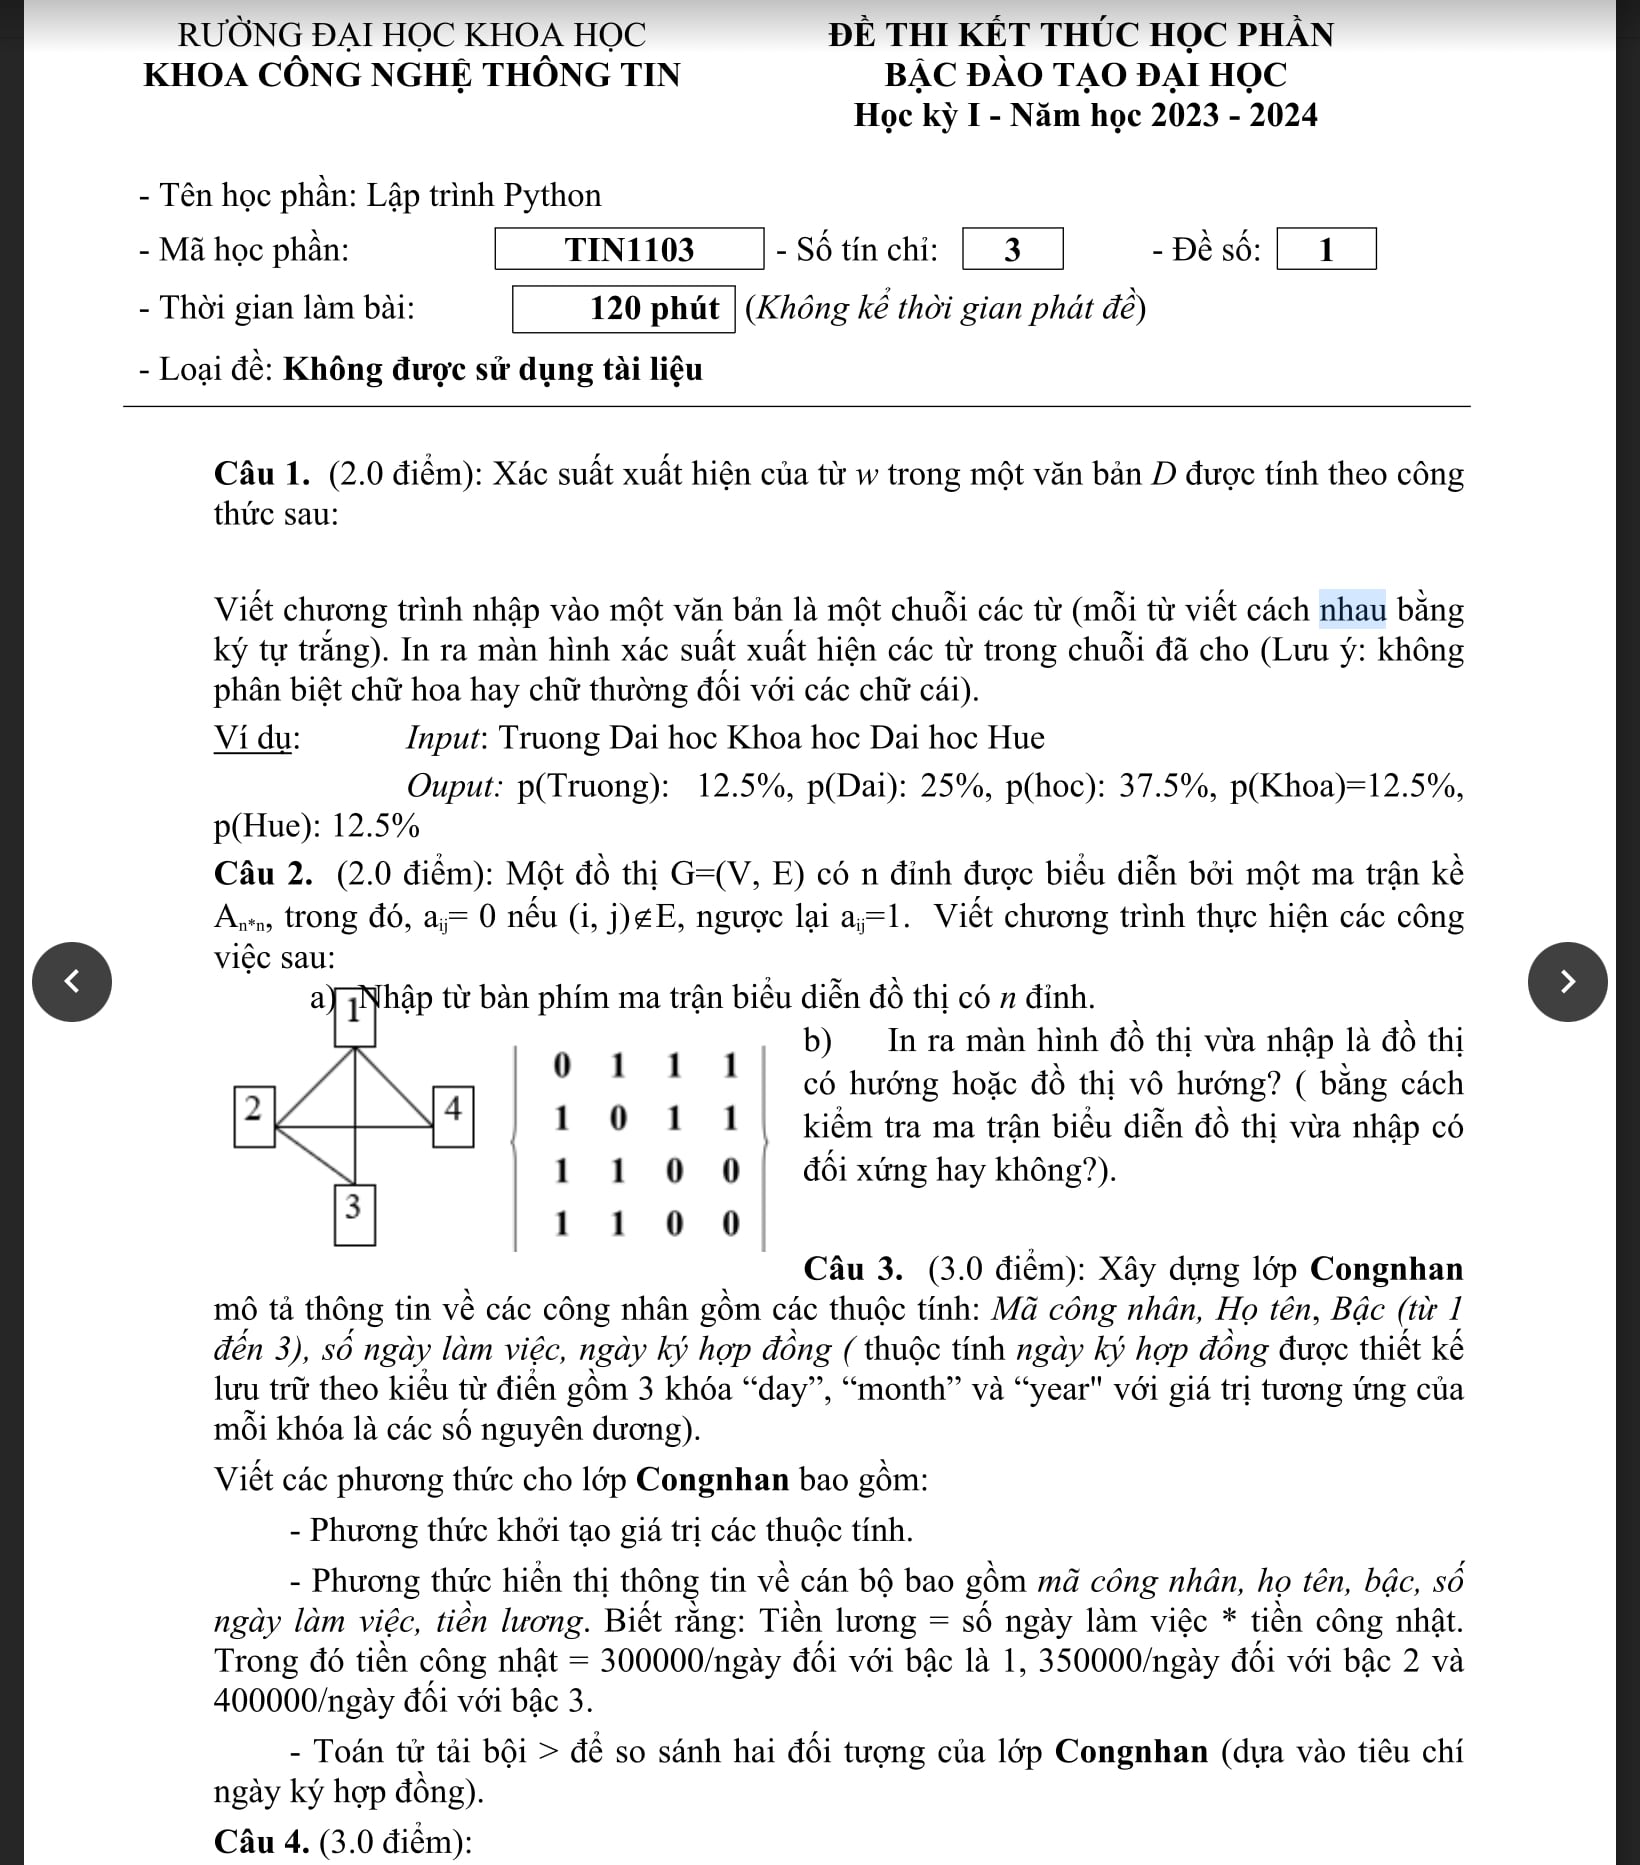 RƯỜNG ĐẠI HỌC KHOA HỌC
KHOA CÔNG NGHỆ THÔNG TIN
ĐỀ THI KẾT THÚC HỌC PHẦN
BẬC ĐÀO TẠO ĐẠI HỌC
Học kỳ I - Năm học 2023 - 2024
- Tên học phần: Lập trình Python
- Mã học phần: TIN1103 - Số tín chỉ: 3 - Đề số: 1
- Thời gian làm bài: 120 phút (Không kể thời gian phát đề)
- Loại đề: Không được sử dụng tài liệu
Câu 1. (2.0 điểm): Xác suất xuất hiện của từ w trong một văn bản D được tính theo công
thức sau:
Viết chương trình nhập vào một văn bản là một chuỗi các từ (mỗi từ viết cách nhau bằng
ký tự trắng). In ra màn hình xác suất xuất hiện các từ trong chuỗi đã cho (Lưu ý: không
phân biệt chữ hoa hay chữ thường đối với các chữ cái).
Ví dụ: Input: Truong Dai hoc Khoa hoc Dai hoc Hue
Ouput: p(Truong): 12.5%, p(Dai): 25%, p(hoc): 37.5%, p(Khoa)=12.5%,
p(Hue): 12.5%
Câu 2. (2.0 điểm): Một đồ thị G=(V, E) có n đỉnh được biểu diễn bởi một ma trận kề
Aₙ*ₙ, trong đó, aᵢⱼ= 0 nếu (i, j)∉E, ngược lại aᵢⱼ=1. Viết chương trình thực hiện các công
việc sau:
a) Nhập từ bàn phím ma trận biểu diễn đồ thị có n đỉnh.
1
2
4
3
0 1 1 1
1 0 1 1
1 1 0 0
1 1 0 0
b) In ra màn hình đồ thị vừa nhập là đồ thị
có hướng hoặc đồ thị vô hướng? ( bằng cách
kiểm tra ma trận biểu diễn đồ thị vừa nhập có
đối xứng hay không?).
Câu 3. (3.0 điểm): Xây dựng lớp Congnhan
mô tả thông tin về các công nhân gồm các thuộc tính: Mã công nhân, Họ tên, Bậc (từ 1
đến 3), số ngày làm việc, ngày ký hợp đồng ( thuộc tính ngày ký hợp đồng được thiết kế
lưu trữ theo kiểu từ điển gồm 3 khóa “day”, “month” và “year" với giá trị tương ứng của
mỗi khóa là các số nguyên dương).
Viết các phương thức cho lớp Congnhan bao gồm:
- Phương thức khởi tạo giá trị các thuộc tính.
- Phương thức hiển thị thông tin về cán bộ bao gồm mã công nhân, họ tên, bậc, số
ngày làm việc, tiền lương. Biết rằng: Tiền lương = số ngày làm việc * tiền công nhật.
Trong đó tiền công nhật = 300000/ngày đối với bậc là 1, 350000/ngày đối với bậc 2 và
400000/ngày đối với bậc 3.
- Toán tử tải bội > để so sánh hai đối tượng của lớp Congnhan (dựa vào tiêu chí
ngày ký hợp đồng).
Câu 4. (3.0 điểm):